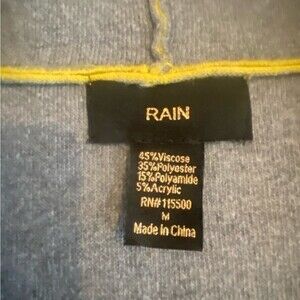 RAIN
45%Viscose
35%Polyester
15%Polyamide
5%Acrylic
RN#115500
M
Made in China